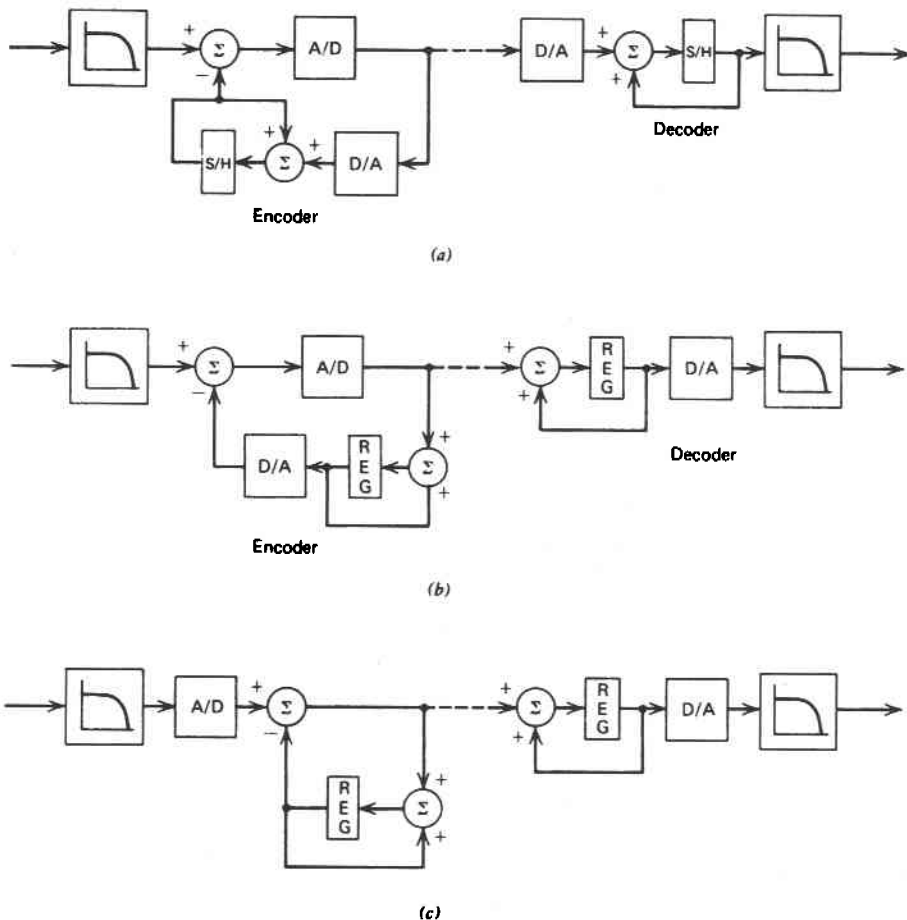 +
Σ
−
A/D
D/A
+
Σ
+
S/H
Decoder
S/H
+
Σ
+
D/A
Encoder
(a)
+
Σ
−
A/D
+
Σ
+
R
E
G
D/A
Decoder
D/A
R
E
G
+
Σ
+
Encoder
(b)
A/D
+
Σ
−
+
Σ
+
R
E
G
D/A
R
E
G
+
Σ
+
(c)